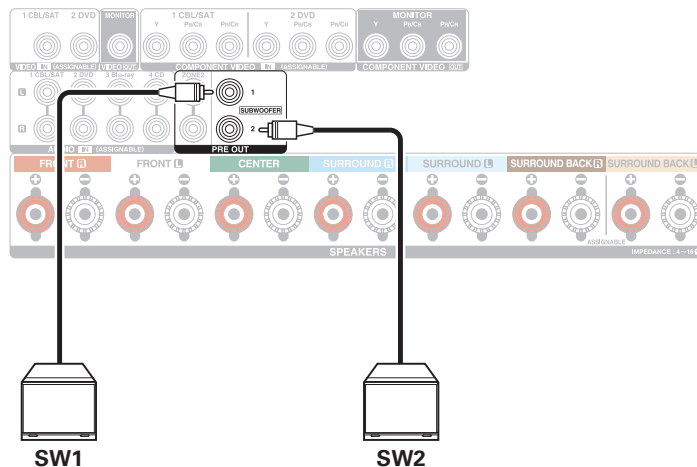 1 CBL/SAT 2 DVD MONITOR 1 CBL/SAT 2 DVD MONITOR
Y PB/CB PR/CR Y PB/CB PR/CR Y PB/CB PR/CR
VIDEO IN (ASSIGNABLE) VIDEO OUT COMPONENT VIDEO IN (ASSIGNABLE) COMPONENT VIDEO OUT
1 CBL/SAT 2 DVD 3 Blu-ray 4 CD ZONE2
L 1
SUBWOOFER
R 2
AUDIO IN (ASSIGNABLE) PRE OUT
FRONT R FRONT L CENTER SURROUND R SURROUND L SURROUND BACK R SURROUND BACK L
+ − + − + − + − + − + − + −
ASSIGNABLE
SPEAKERS IMPEDANCE : 4~16
SW1 SW2